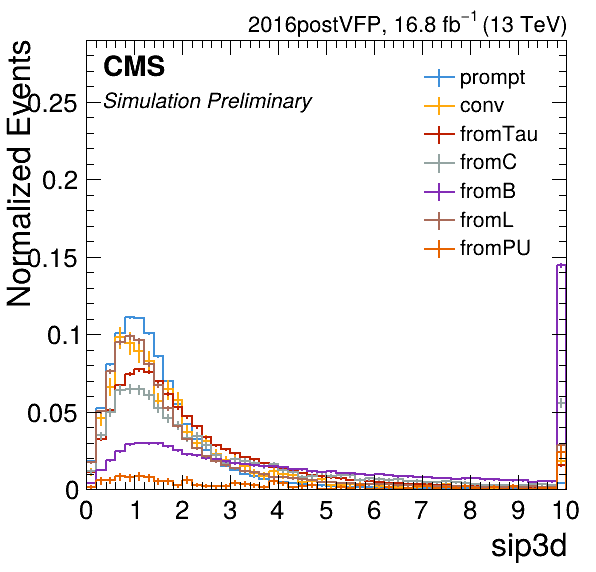 2016postVFP, 16.8 fb⁻¹ (13 TeV)
CMS
Simulation Preliminary
prompt
conv
fromTau
fromC
fromB
fromL
fromPU
Normalized Events
0.25
0.2
0.15
0.1
0.05
0
0 1 2 3 4 5 6 7 8 9 10
sip3d